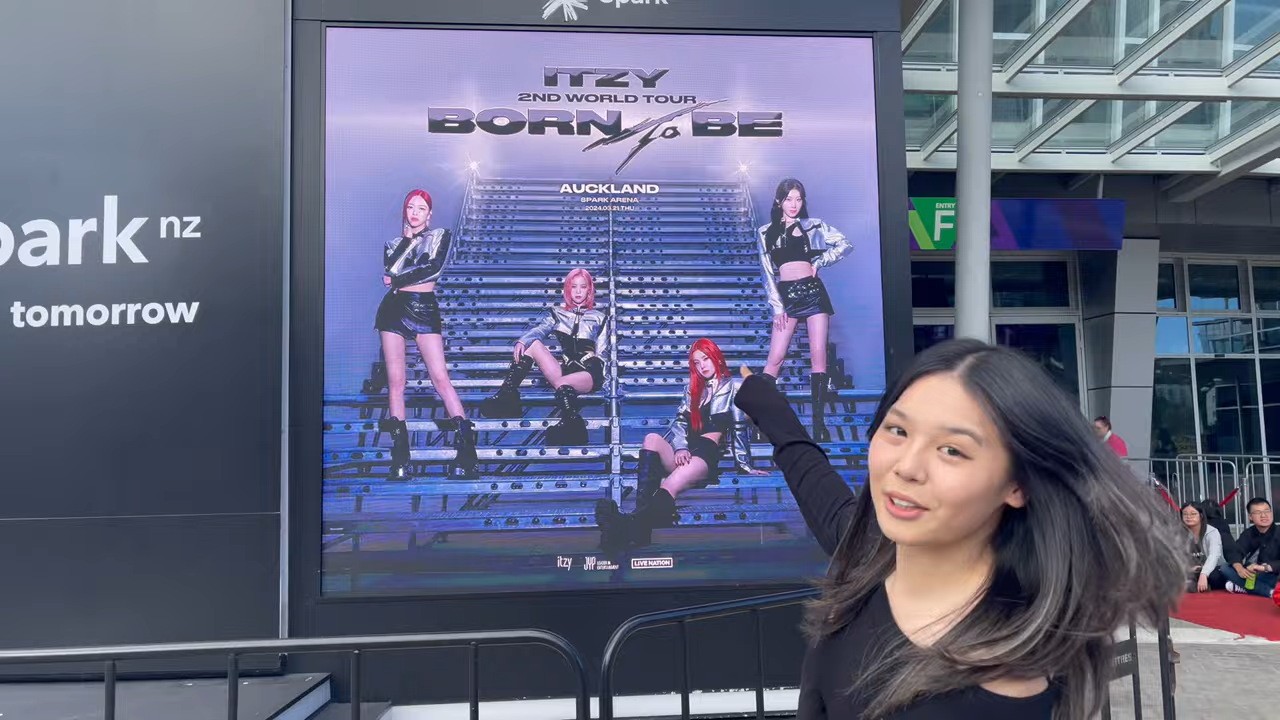 Spark
ITZY
2ND WORLD TOUR
BORN To BE
AUCKLAND
SPARK ARENA
2024.03.21 THU
park nz
tomorrow
ENTRY
F
itzy
JYP
LIVE NATION